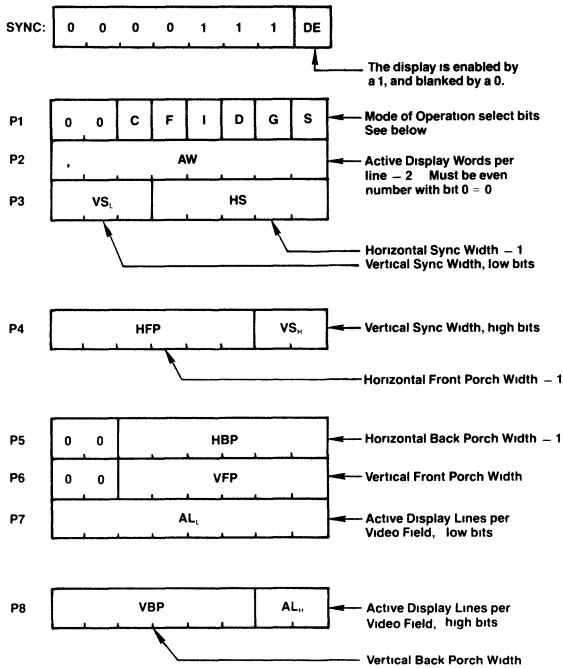 SYNC: 0 0 0 0 1 1 1 DE
The display is enabled by
a 1, and blanked by a 0.
P1 0 0 C F I D G S
Mode of Operation select bits
See below
P2 AW
Active Display Words per
line – 2 Must be even
number with bit 0 = 0
P3 VSL HS
Horizontal Sync Width – 1
Vertical Sync Width, low bits
P4 HFP VSH
Vertical Sync Width, high bits
Horizontal Front Porch Width – 1
P5 0 0 HBP
Horizontal Back Porch Width – 1
P6 0 0 VFP
Vertical Front Porch Width
P7 ALL
Active Display Lines per
Video Field, low bits
P8 VBP ALH
Active Display Lines per
Video Field, high bits
Vertical Back Porch Width